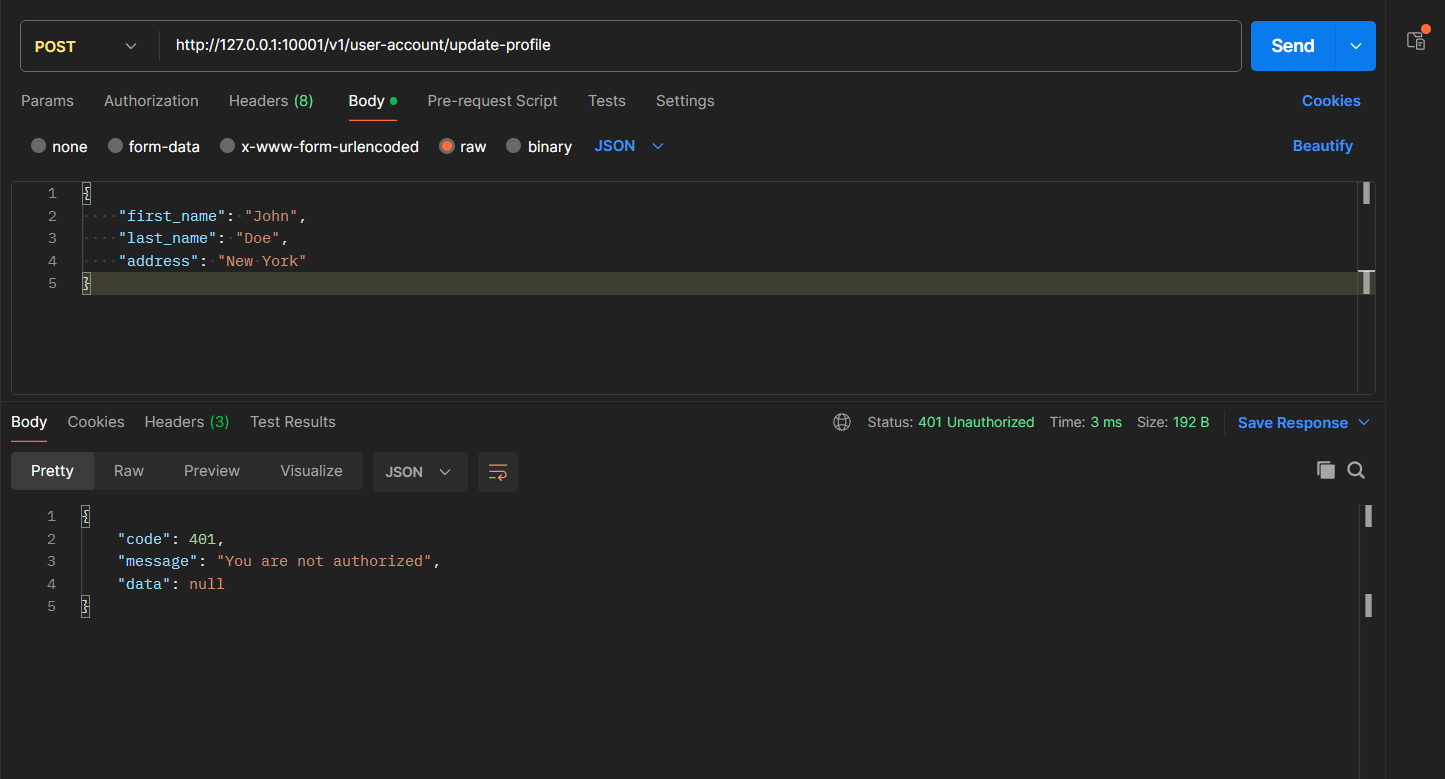 POST http://127.0.0.1:10001/v1/user-account/update-profile Send
Params Authorization Headers (8) Body Pre-request Script Tests Settings Cookies
none form-data x-www-form-urlencoded raw binary JSON Beautify
1 {
2 "first_name": "John",
3 "last_name": "Doe",
4 "address": "New York"
5 }
Body Cookies Headers (3) Test Results Status: 401 Unauthorized Time: 3 ms Size: 192 B Save Response
Pretty Raw Preview Visualize JSON
1 {
2 "code": 401,
3 "message": "You are not authorized",
4 "data": null
5 }